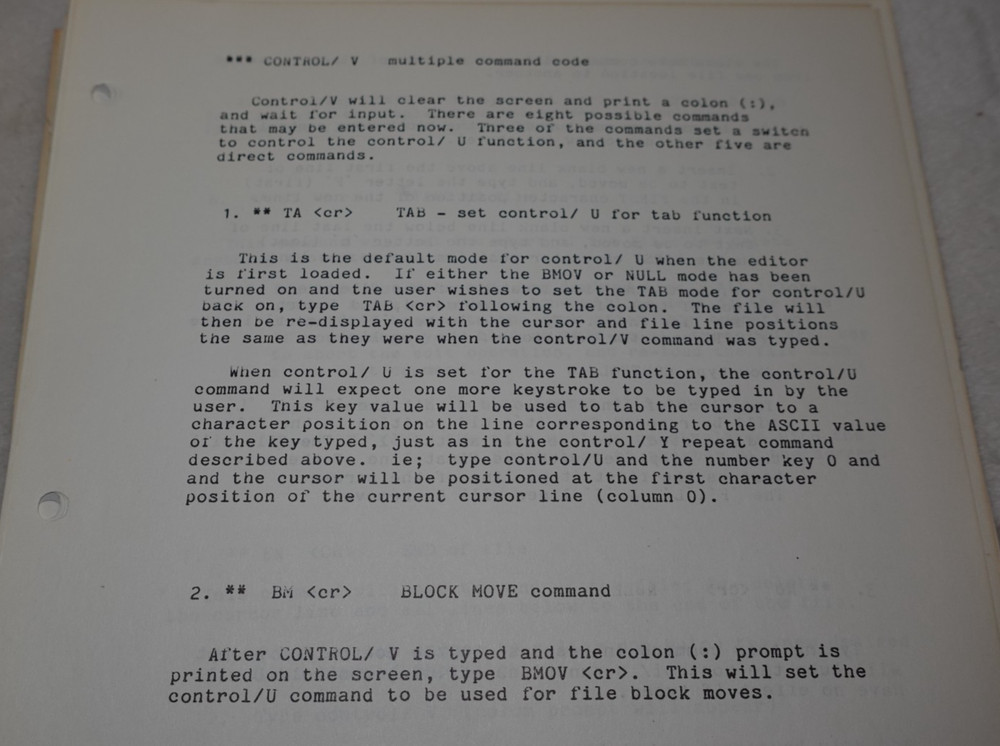 *** CONTROL/ V   multiple command code
Control/V will clear the screen and print a colon (:),
and wait for input.  There are eight possible commands
that may be entered now.  Three of the commands set a switch
to control the control/ U function, and the other five are
direct commands.
1. ** TA <cr>    TAB - set control/ U for tab function
This is the default mode for control/ U when the editor
is first loaded.  If either the BMOV or NULL mode has been
turned on and the user wishes to set the TAB mode for control/U
back on, type  TAB <cr> following the colon.  The file will
then be re-displayed with the cursor and file line positions
the same as they were when the control/V command was typed.
When control/ U is set for the TAB function, the control/U
command will expect one more keystroke to be typed in by the
user.  This key value will be used to tab the cursor to a
character position on the line corresponding to the ASCII value
of the key typed, just as in the control/ Y repeat command
described above.  ie;  type control/U and the number key 0 and
and the cursor will be positioned at the first character
position of the current cursor line (column 0).
2. **  BM <cr>    BLOCK MOVE command
After CONTROL/ V is typed and the colon (:) prompt is
printed on the screen, type  BMOV <cr>.  This will set the
control/U command to be used for file block moves.